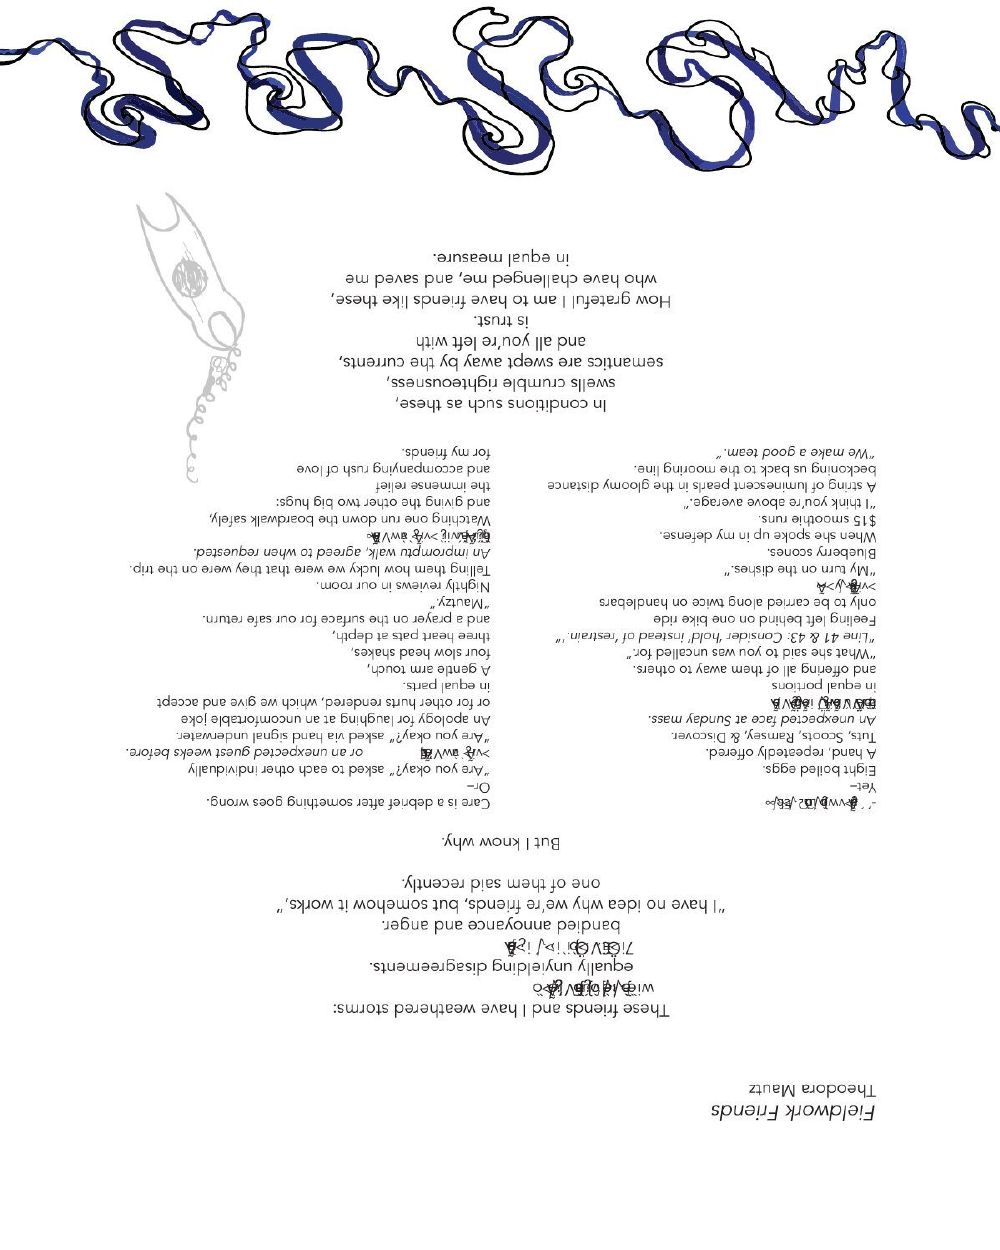 Fieldwork Friends
Theodora Mautz
These friends and I have weathered storms:
equally unyielding disagreements.
bandied annoyance and anger.
“I have no idea why we’re friends, but somehow it works,”
one of them said recently.
But I know why.
Yet–
Eight boiled eggs.
A hand, repeatedly offered.
Tuts, Scoots, Ramsey, & Discover.
An unexpected face at Sunday mass.
in equal portions
and offering all of them away to others.
“What she said to you was uncalled for.”
“Line 41 & 43: Consider ‘hold’ instead of ‘restrain.’”
Feeling left behind on one bike ride
only to be carried along twice on handlebars
“My turn on the dishes.”
Blueberry scones.
When she spoke up in my defense.
$15 smoothie runs.
“I think you’re above average.”
A string of luminescent pearls in the gloomy distance
beckoning us back to the mooring line.
“We make a good team.”
Care is a debrief after something goes wrong.
Or–
“Are you okay?” asked to each other individually
or an unexpected guest weeks before.
“Are you okay?” asked via hand signal underwater.
An apology for laughing at an uncomfortable joke
or for other hurts rendered, which we give and accept
in equal parts.
A gentle arm touch,
four slow head shakes,
three heart pats at depth,
and a prayer on the surface for our safe return.
“Mautzy.”
Nightly reviews in our room.
Telling them how lucky we were that they were on the trip.
An impromptu walk, agreed to when requested.
Watching one run down the boardwalk safely,
and giving the other two big hugs:
the immense relief
and accompanying rush of love
for my friends.
In conditions such as these,
swells crumble righteousness,
semantics are swept away by the currents,
and all you’re left with
is trust.
How grateful I am to have friends like these,
who have challenged me, and saved me
in equal measure.